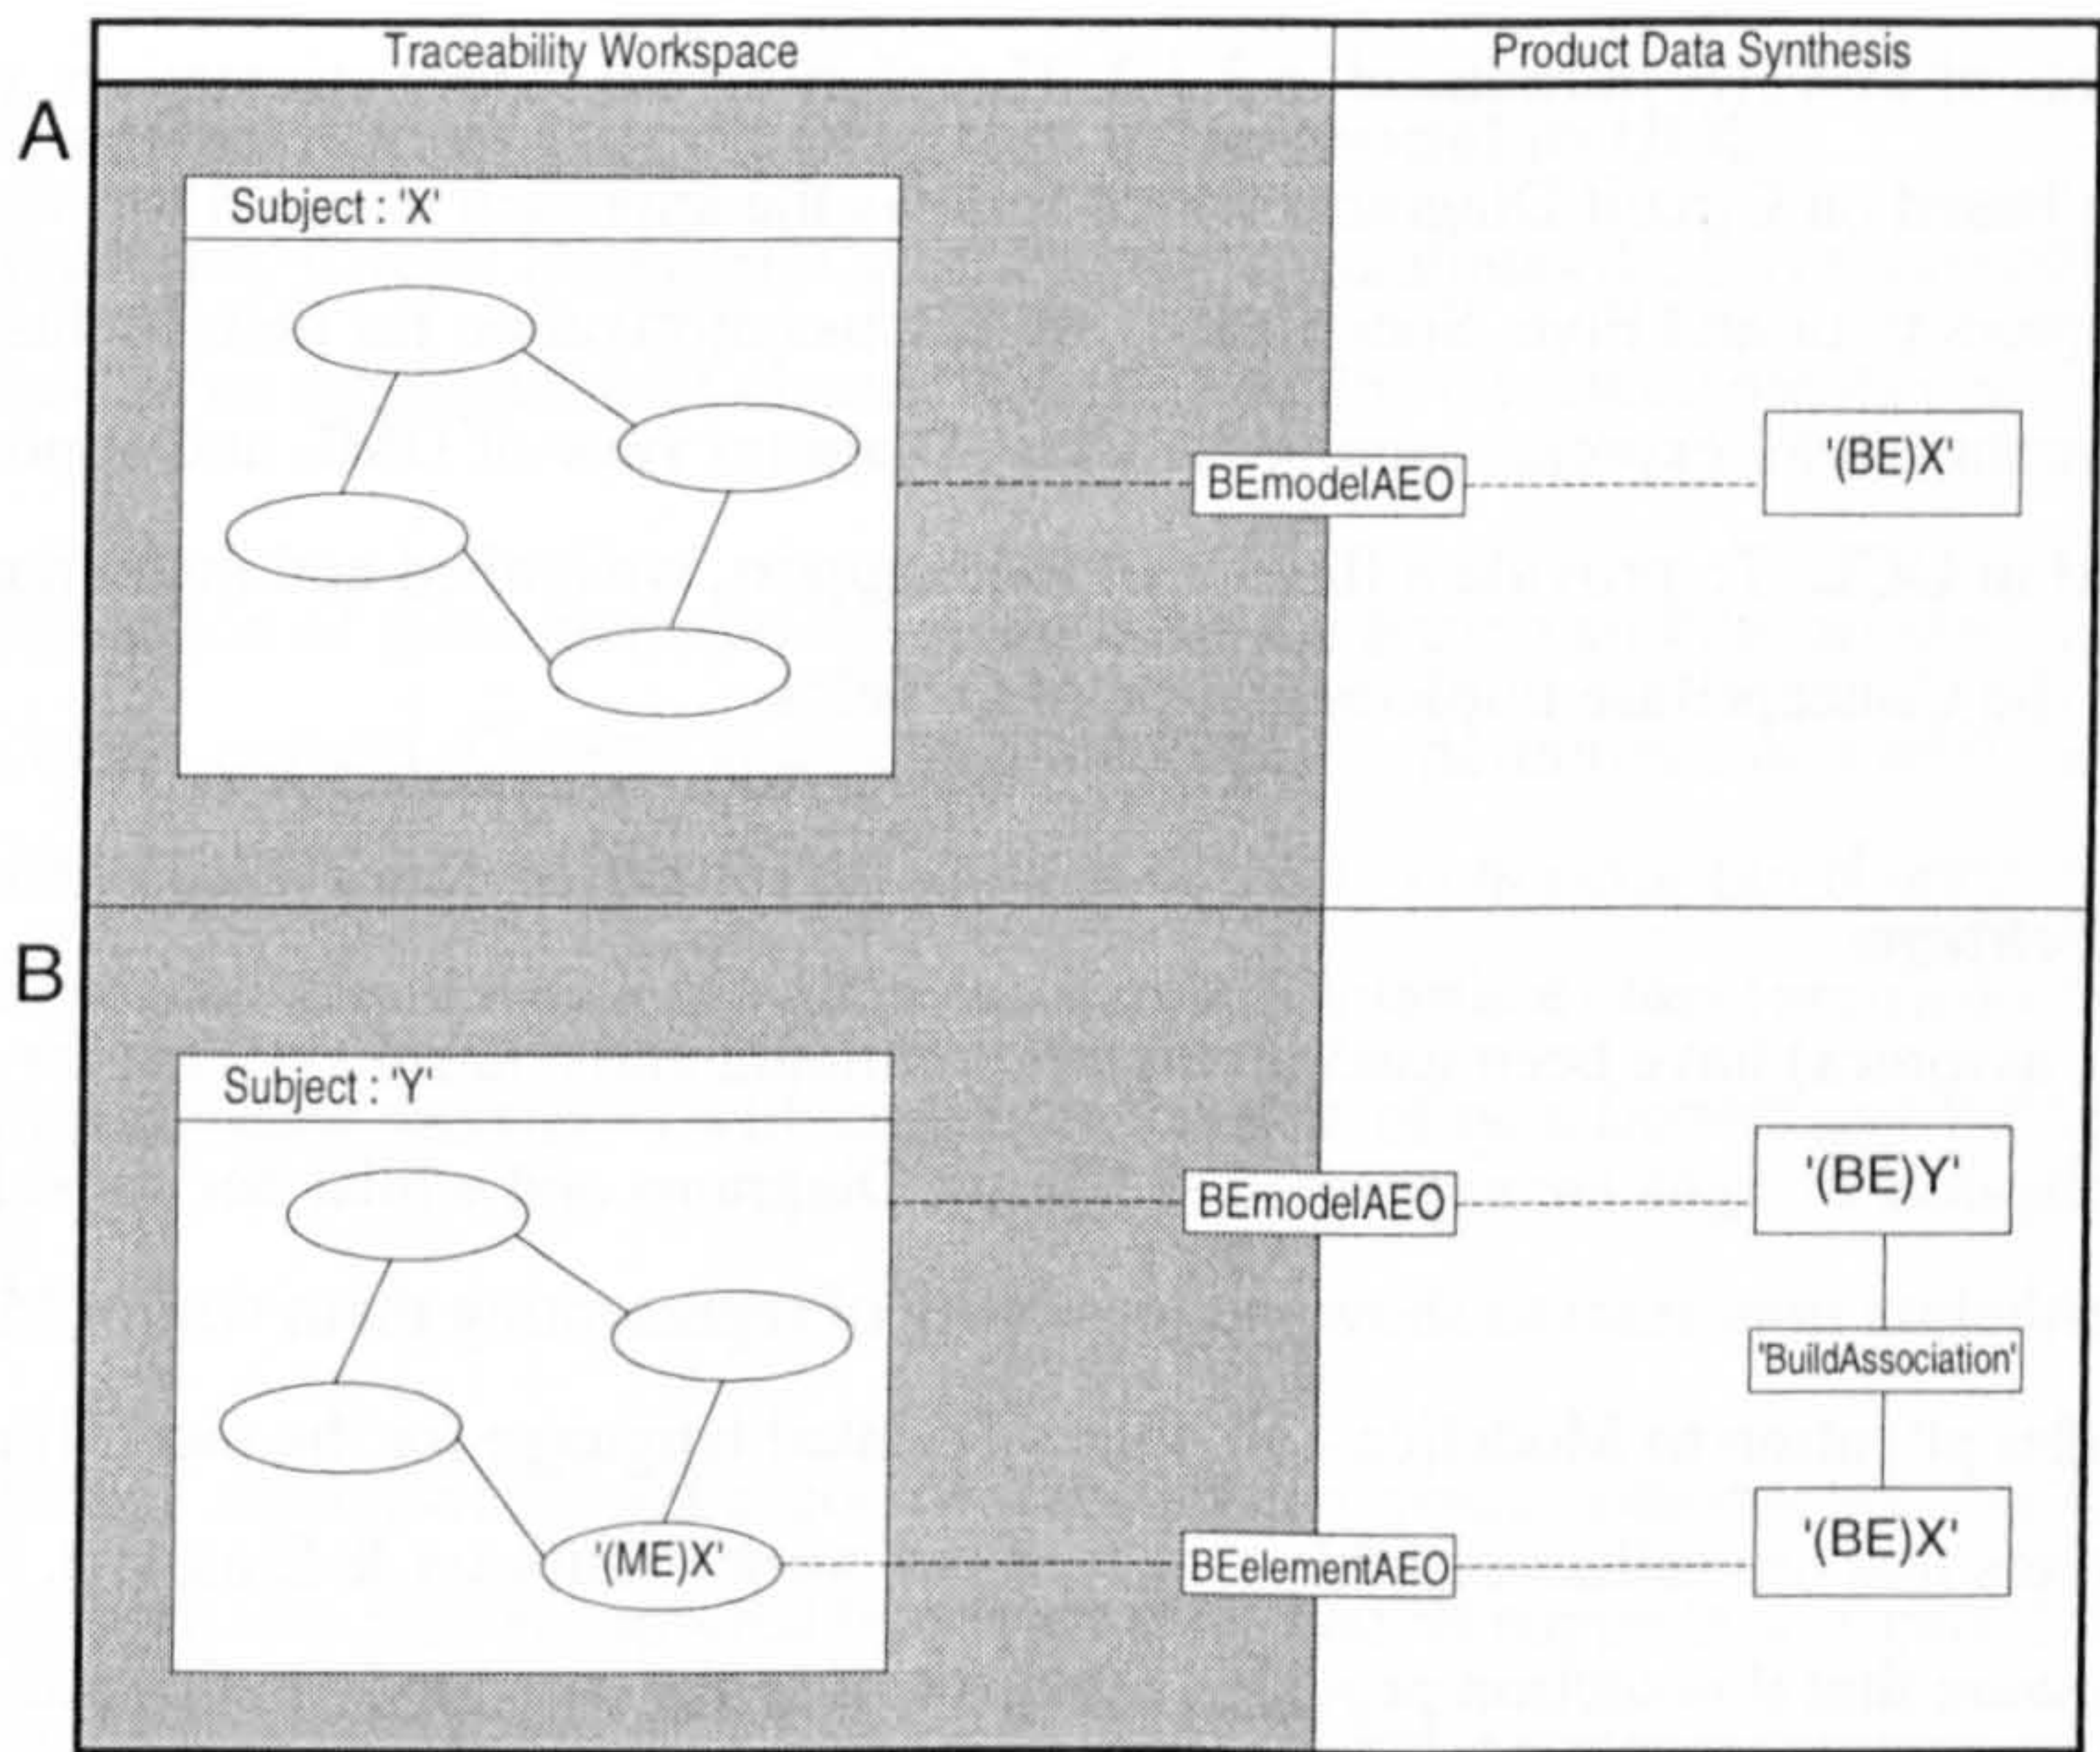 Traceability Workspace
Product Data Synthesis
A
Subject : 'X'
BEmodelAEO
'(BE)X'
B
Subject : 'Y'
BEmodelAEO
'(BE)Y'
'BuildAssociation'
'(ME)X'
BEelementAEO
'(BE)X'